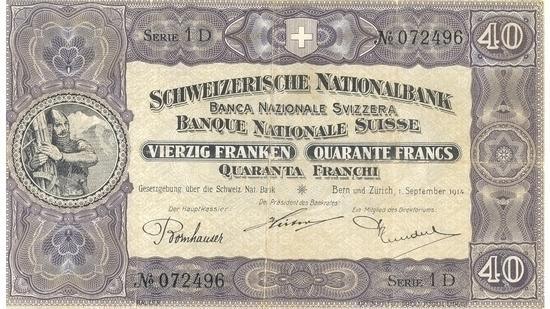 SERIE 1 D № 072496 40
SCHWEIZERISCHE NATIONALBANK
BANCA NAZIONALE SVIZZERA
BANQUE NATIONALE SUISSE
VIERZIG FRANKEN QUARANTE FRANCS
QUARANTA FRANCHI
Gesetzgebung über die Schweiz. Nat. Bank Bern und Zürich, 1. September 1914
Der Hauptkassier: Der Präsident des Bankrates: Ein Mitglied des Direktoriums:
Bornhauser Kundert
№ 072496 SERIE 1 D 40